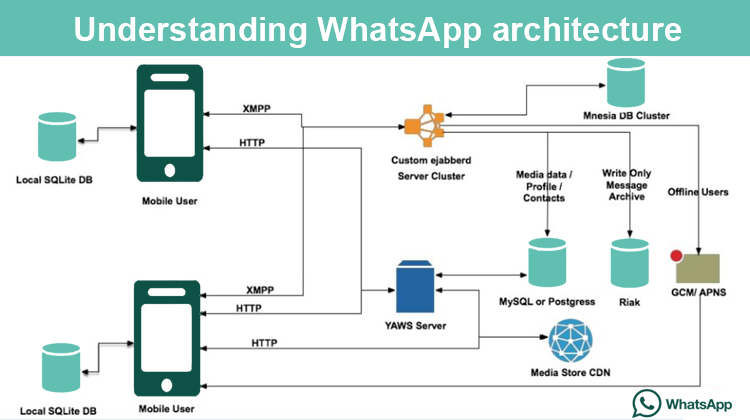 Understanding WhatsApp architecture
XMPP
HTTP
Local SQLite DB
Mobile User
Custom ejabberd
Server Cluster
Mnesia DB Cluster
Media data /
Profile /
Contacts
Write Only
Message
Archive
Offline Users
XMPP
HTTP
HTTP
YAWS Server
MySQL or Postgress
Riak
GCM/ APNS
Media Store CDN
Local SQLite DB
Mobile User
WhatsApp